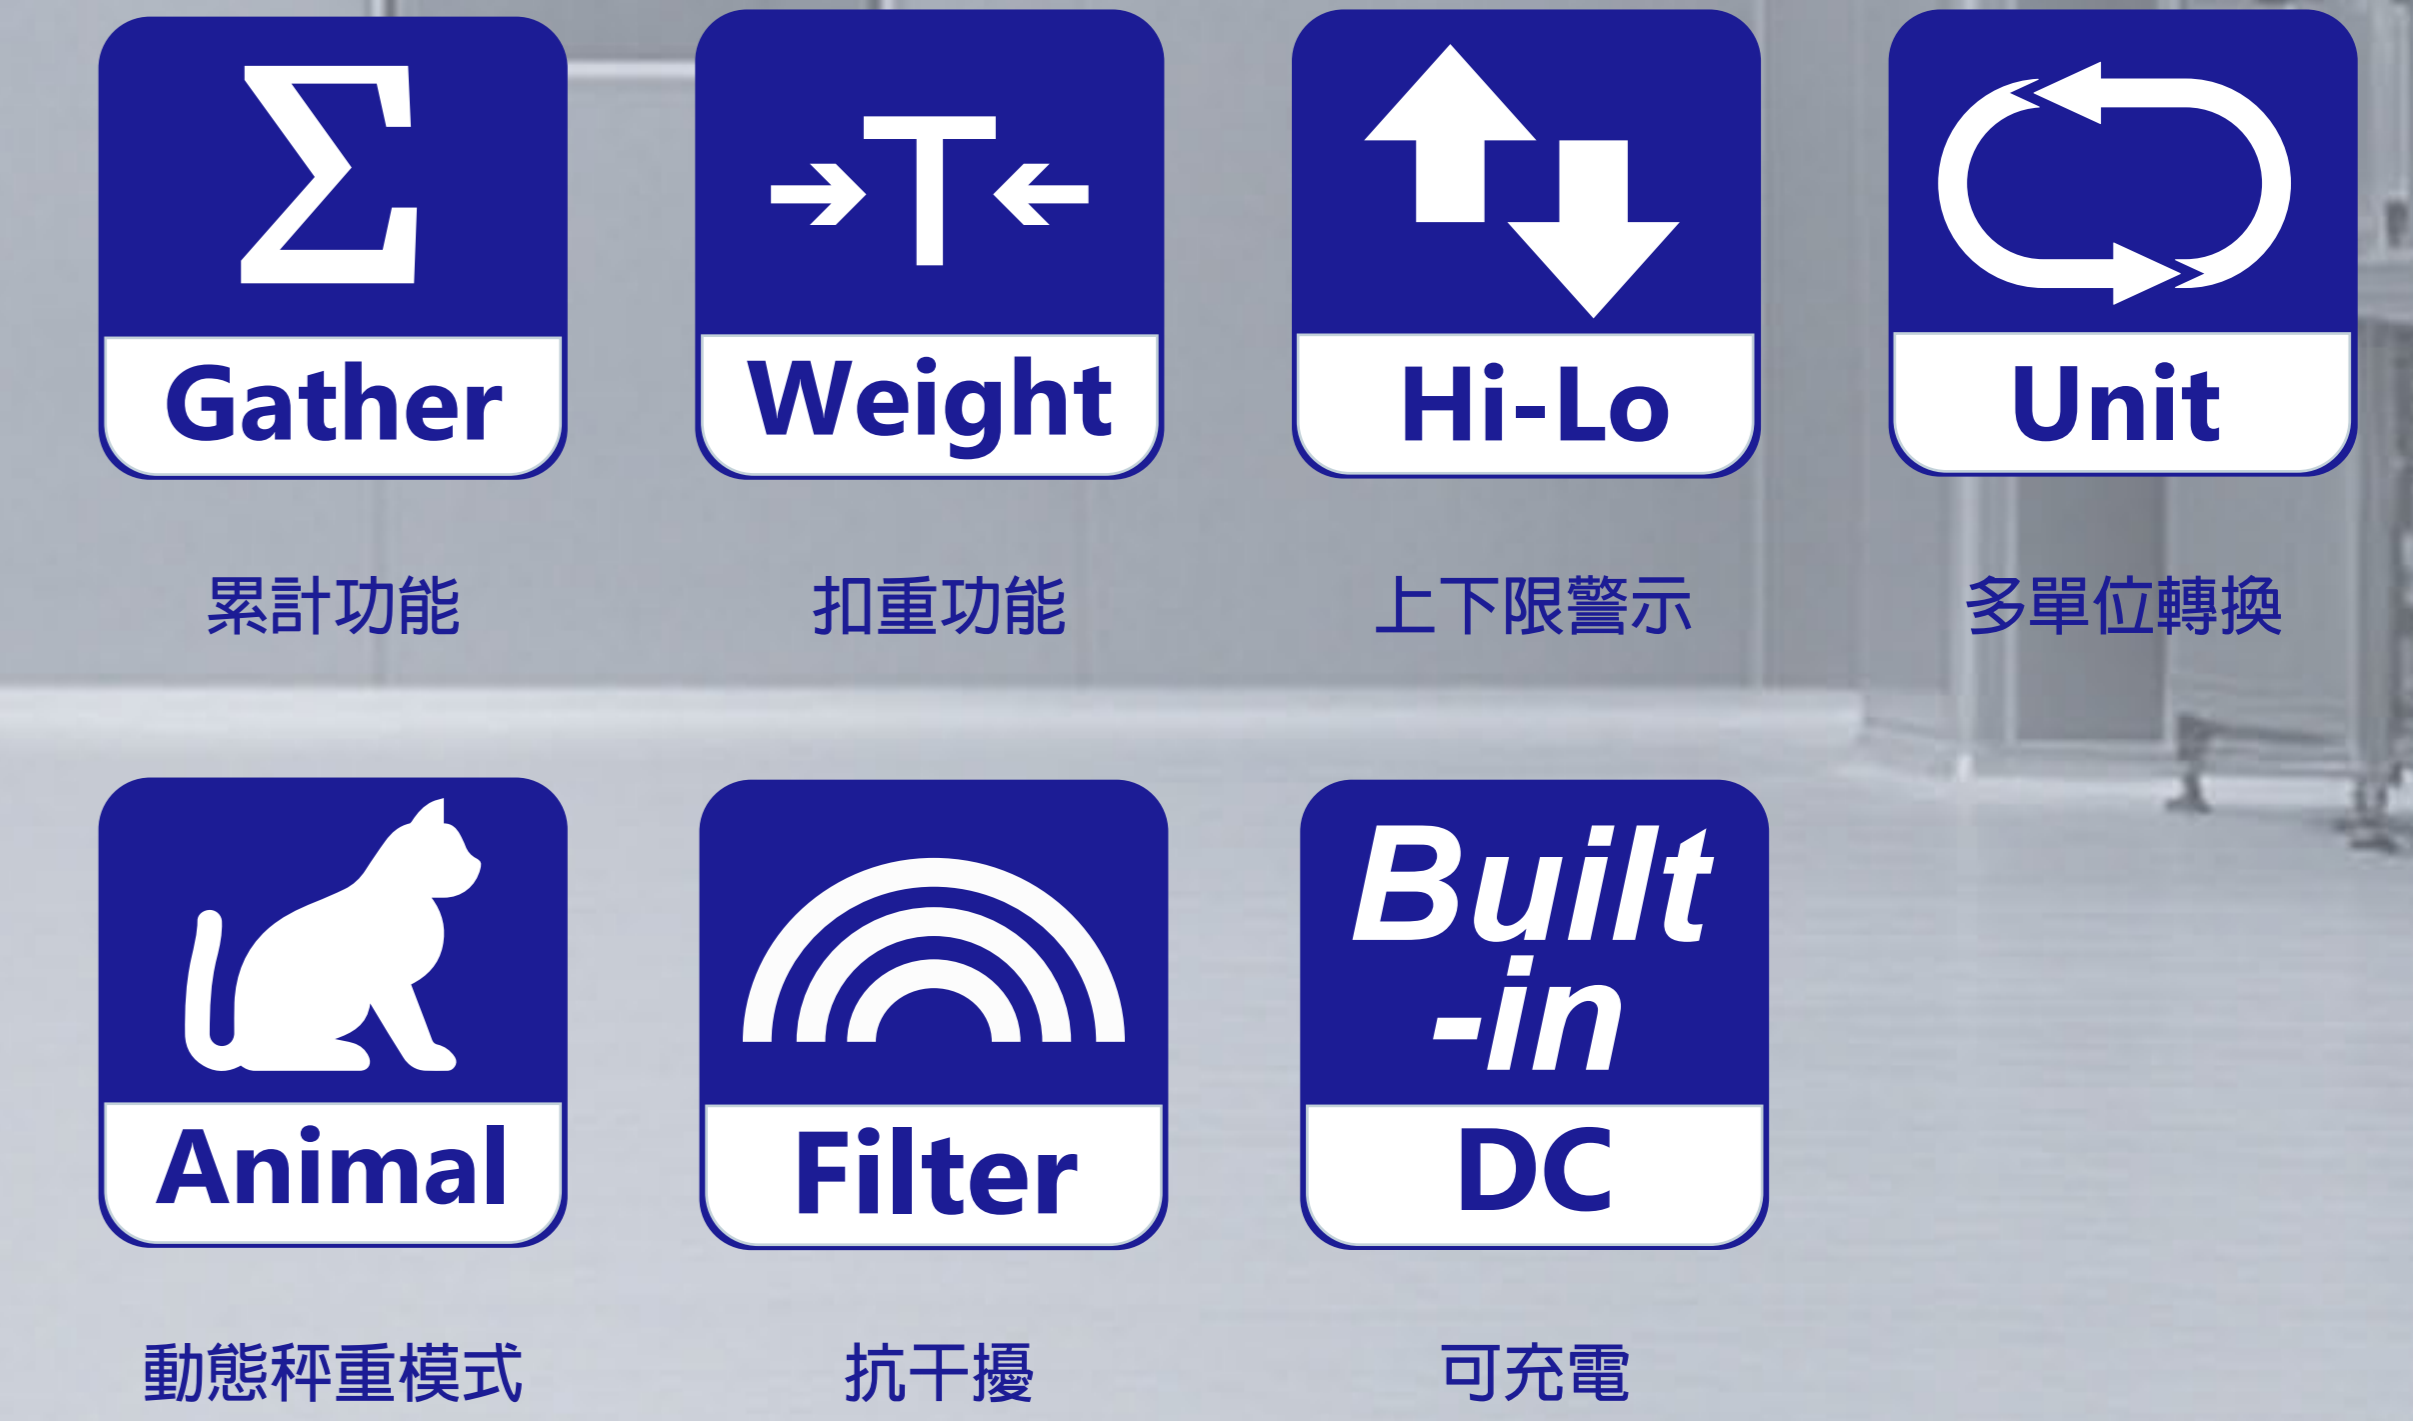 Σ
→T←
Gather
Weight
Hi-Lo
Unit
累計功能
扣重功能
上下限警示
多單位轉換
Built
-in
Animal
Filter
DC
動態秤重模式
抗干擾
可充電